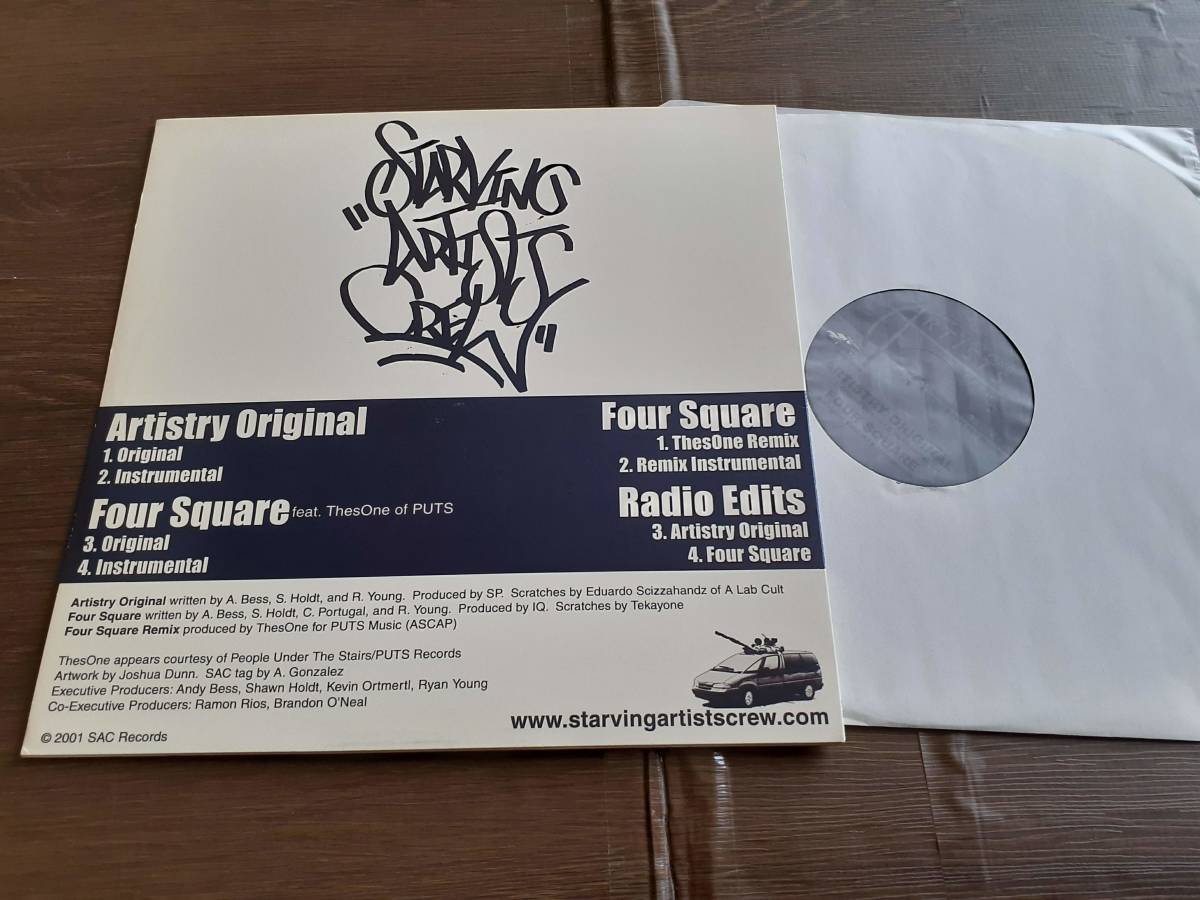 "STARVING
ARTISTS
CREW"
Artistry Original
1. Original
2. Instrumental
Four Square feat. ThesOne of PUTS
3. Original
4. Instrumental
Four Square
1. ThesOne Remix
2. Remix Instrumental
Radio Edits
3. Artistry Original
4. Four Square
Artistry Original written by A. Bess, S. Holdt, and R. Young. Produced by SP. Scratches by Eduardo Scizzahandz of A Lab Cult
Four Square written by A. Bess, S. Holdt, C. Portugal, and R. Young. Produced by IQ. Scratches by Tekayone
Four Square Remix produced by ThesOne for PUTS Music (ASCAP)
ThesOne appears courtesy of People Under The Stairs/PUTS Records
Artwork by Joshua Dunn. SAC tag by A. Gonzalez
Executive Producers: Andy Bess, Shawn Holdt, Kevin Ortmertl, Ryan Young
Co-Executive Producers: Ramon Rios, Brandon O'Neal
www.starvingartistscrew.com
© 2001 SAC Records
ARTISTRY ORIGINAL
FOUR SQUARE